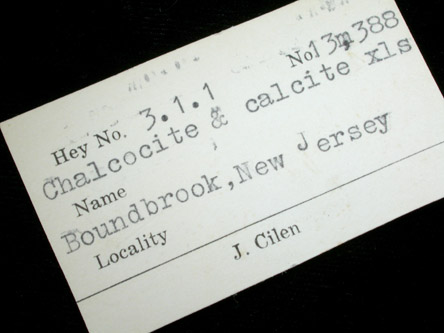 Hey No. 3.1.1 No. 13m388
Chalcocite & calcite xls
Name
Boundbrook, New Jersey
Locality
J. Cilen